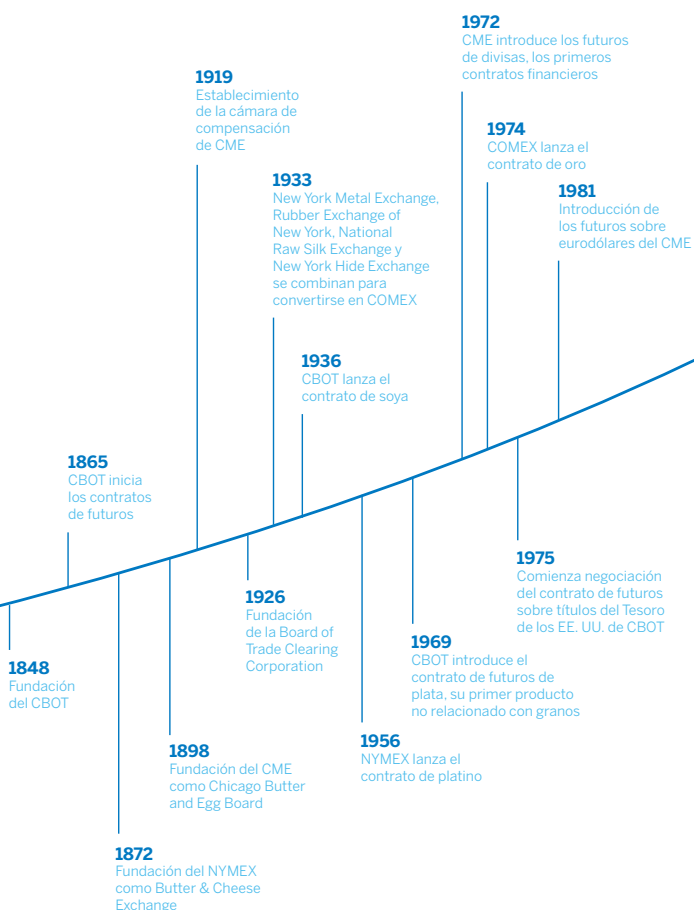 1972
CME introduce los futuros
de divisas, los primeros
contratos financieros
1919
Establecimiento
de la cámara de
compensación
de CME
1974
COMEX lanza el
contrato de oro
1933
New York Metal Exchange,
Rubber Exchange of
New York, National
Raw Silk Exchange y
New York Hide Exchange
se combinan para
convertirse en COMEX
1981
Introducción de
los futuros sobre
eurodólares del CME
1936
CBOT lanza el
contrato de soya
1865
CBOT inicia
los contratos
de futuros
1975
Comienza negociación
del contrato de futuros
sobre títulos del Tesoro
de los EE. UU. de CBOT
1926
Fundación
de la Board of
Trade Clearing
Corporation
1969
CBOT introduce el
contrato de futuros de
plata, su primer producto
no relacionado con granos
1848
Fundación
del CBOT
1956
NYMEX lanza el
contrato de platino
1898
Fundación del CME
como Chicago Butter
and Egg Board
1872
Fundación del NYMEX
como Butter & Cheese
Exchange